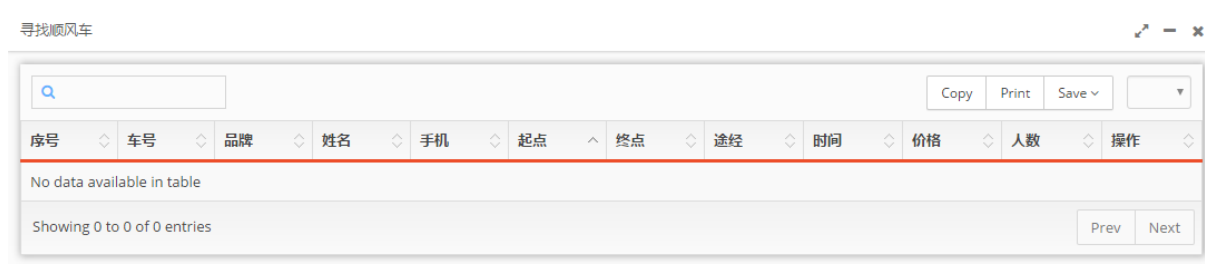 寻找顺风车
Copy Print Save
序号 车号 品牌 姓名 手机 起点 终点 途经 时间 价格 人数 操作
No data available in table
Showing 0 to 0 of 0 entries
Prev Next